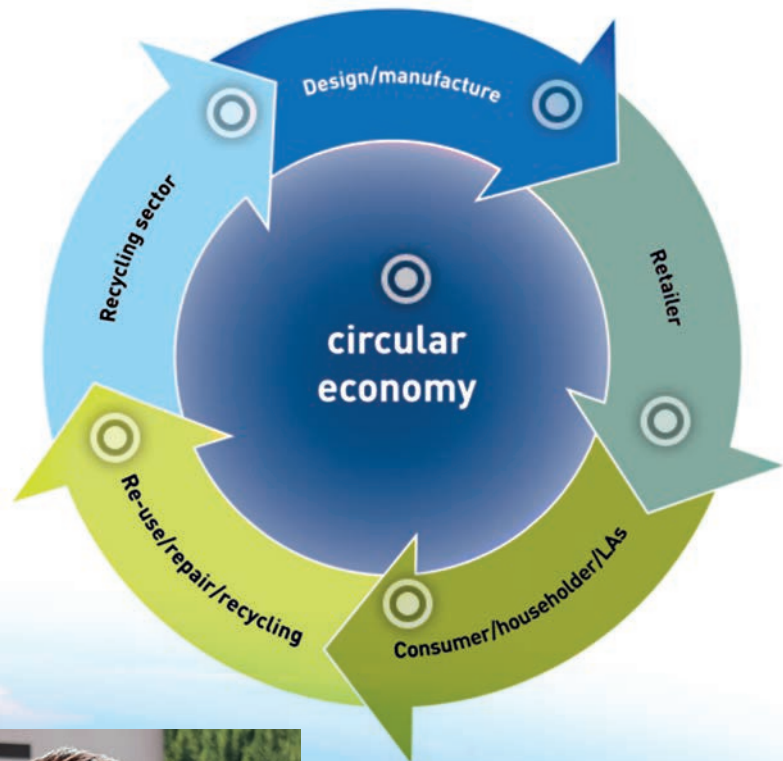 Design/manufacture
Retailer
Consumer/householder/LAs
Re-use/repair/recycling
Recycling sector
circular
economy